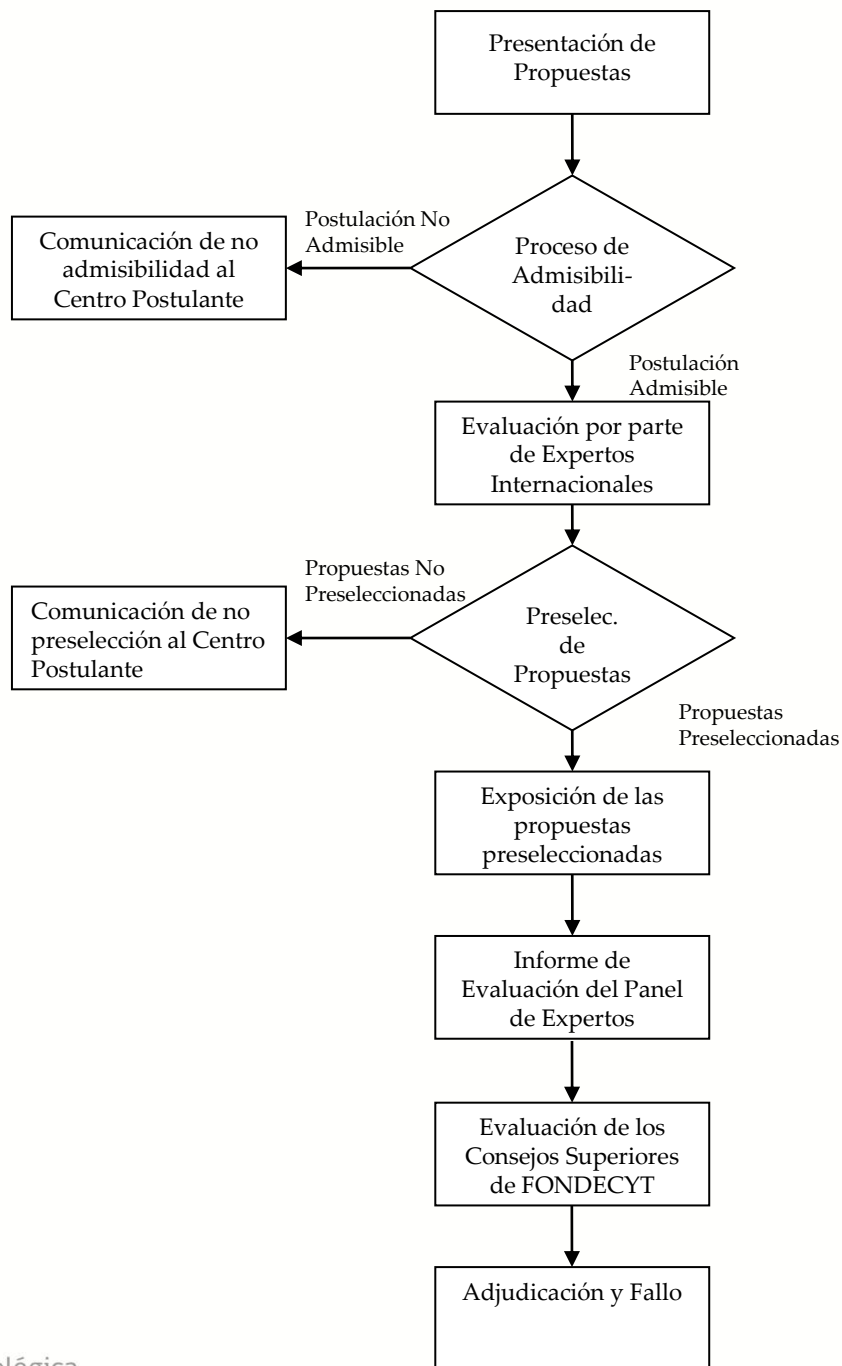 Presentación de
Propuestas
Postulación No
Admisible
Comunicación de no
admisibilidad al
Centro Postulante
Proceso de
Admisibili-
dad
Postulación
Admisible
Evaluación por parte
de Expertos
Internacionales
Propuestas No
Preseleccionadas
Comunicación de no
preselección al Centro
Postulante
Preselec.
de
Propuestas
Propuestas
Preseleccionadas
Exposición de las
propuestas
preseleccionadas
Informe de
Evaluación del Panel
de Expertos
Evaluación de los
Consejos Superiores
de FONDECYT
Adjudicación y Fallo